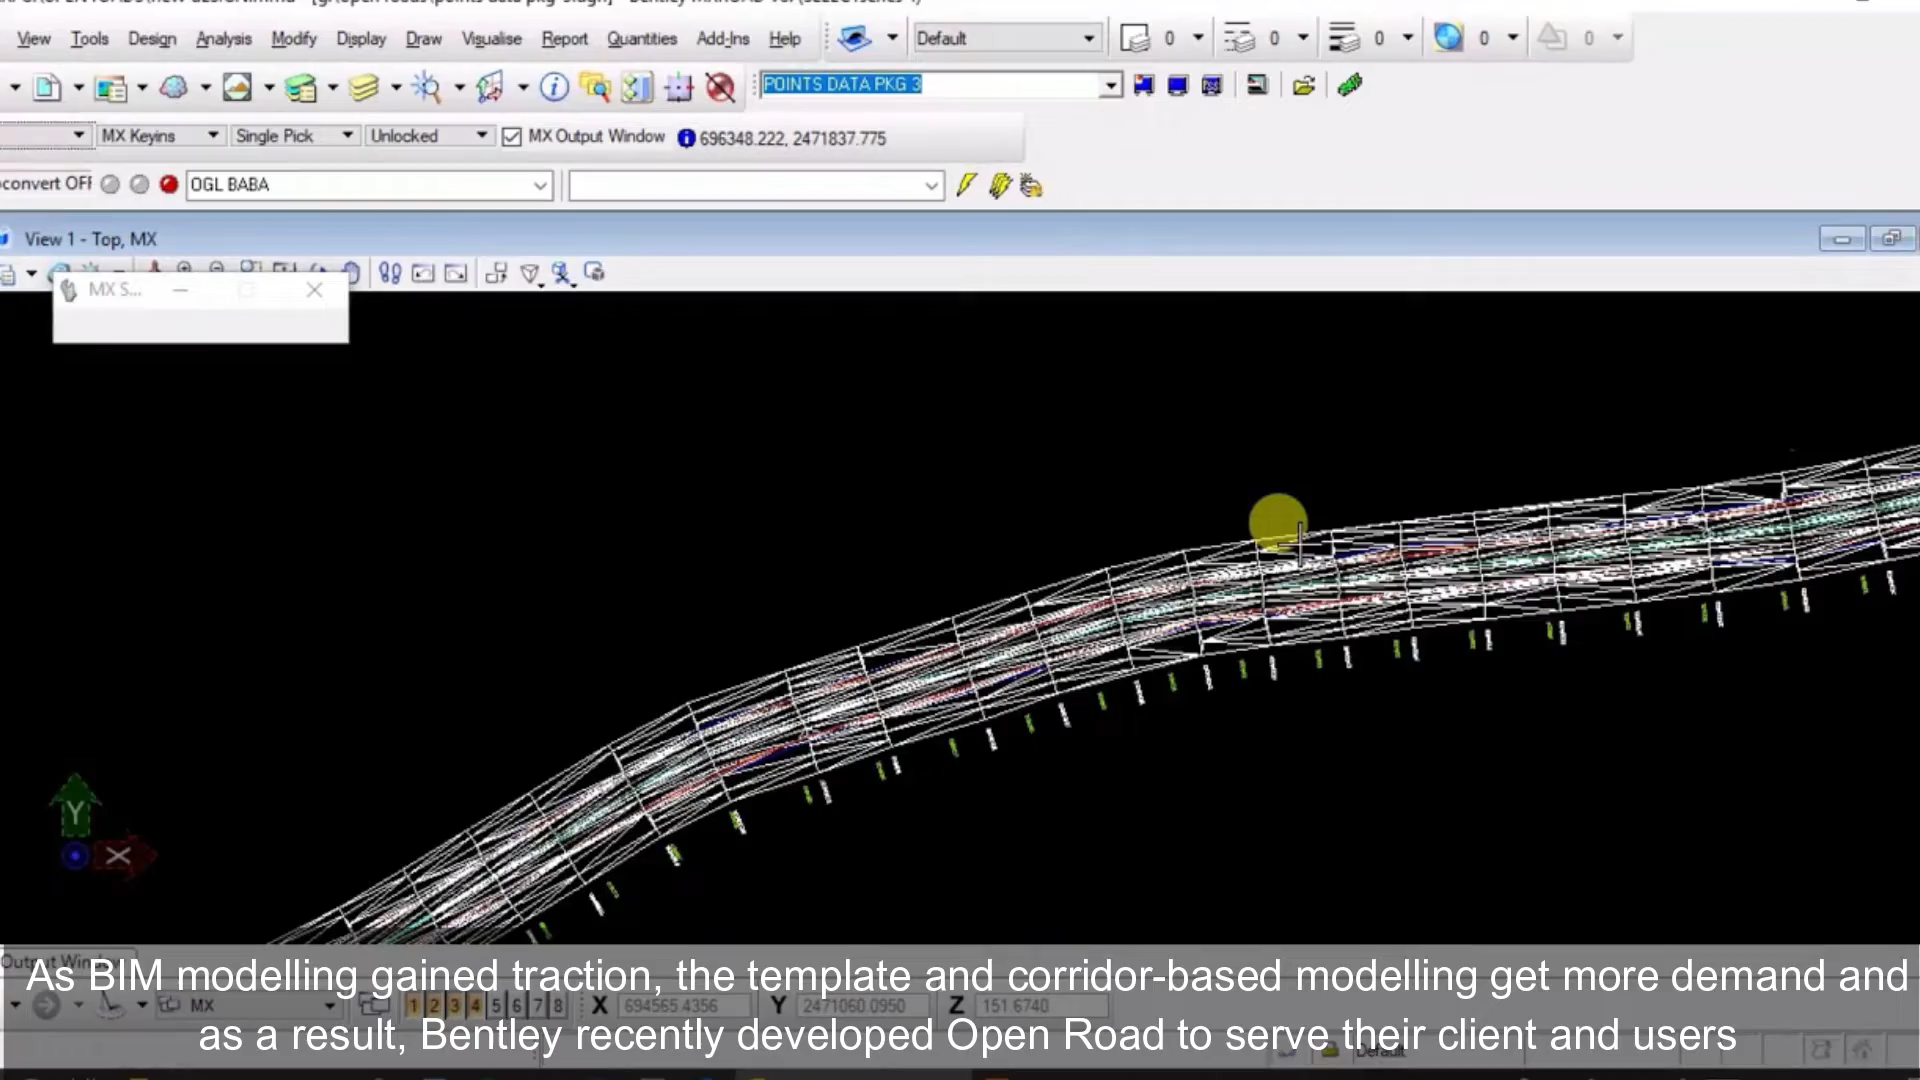 View Tools Design Analysis Modify Display Draw Visualise Report Quantities Add-Ins Help Default 0 0 0 0 0
POINTS DATA PKG 3
MX Keyins Single Pick Unlocked MX Output Window 696348.222, 2471837.775
convert OFF OGL BABA
View 1 - Top, MX
MX S...
Y
X
As BIM modelling gained traction, the template and corridor-based modelling get more demand and
MX 1 2 3 4 5 6 7 8 X 694565.4356 Y 2471060.0950 Z 151.6740
as a result, Bentley recently developed Open Road to serve their client and users
Default